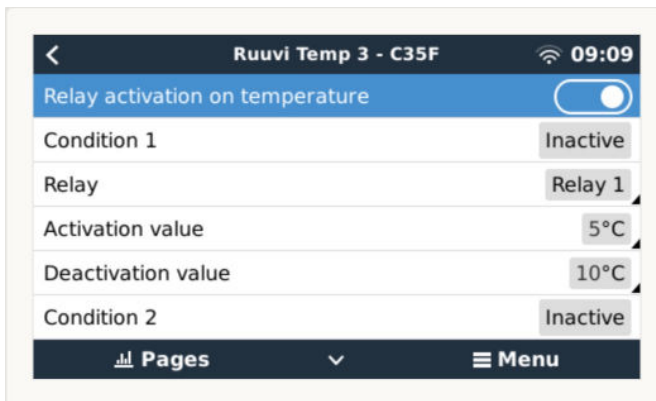 Ruuvi Temp 3 - C35F 09:09
Relay activation on temperature
Condition 1 Inactive
Relay Relay 1
Activation value 5°C
Deactivation value 10°C
Condition 2 Inactive
Pages Menu